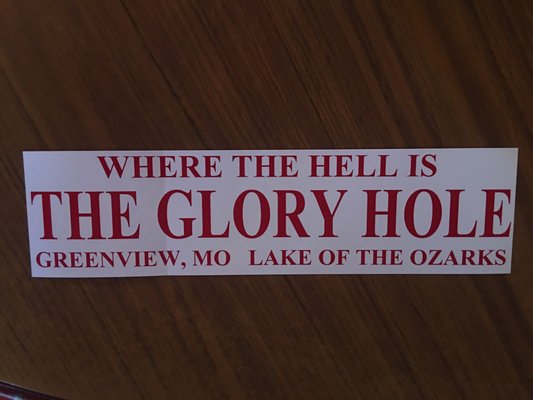 WHERE THE HELL IS
THE GLORY HOLE
GREENVIEW, MO LAKE OF THE OZARKS